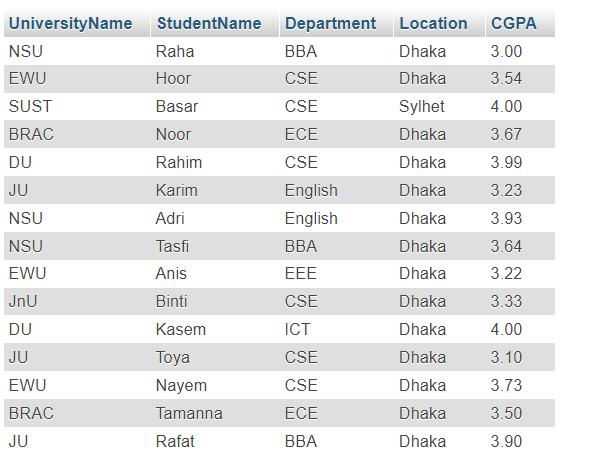 UniversityName StudentName Department Location CGPA
NSU Raha BBA Dhaka 3.00
EWU Hoor CSE Dhaka 3.54
SUST Basar CSE Sylhet 4.00
BRAC Noor ECE Dhaka 3.67
DU Rahim CSE Dhaka 3.99
JU Karim English Dhaka 3.23
NSU Adri English Dhaka 3.93
NSU Tasfi BBA Dhaka 3.64
EWU Anis EEE Dhaka 3.22
JnU Binti CSE Dhaka 3.33
DU Kasem ICT Dhaka 4.00
JU Toya CSE Dhaka 3.10
EWU Nayem CSE Dhaka 3.73
BRAC Tamanna ECE Dhaka 3.50
JU Rafat BBA Dhaka 3.90